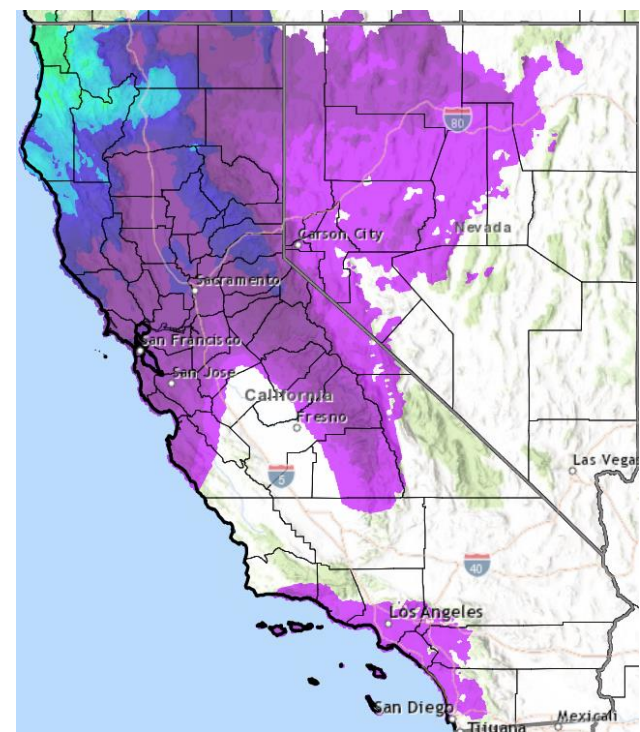 80
Carson City
Nevada
Sacramento
San Francisco
San Jose
California
Fresno
5
Las Vegas
40
Los Angeles
San Diego
Mexicali
Tijuana